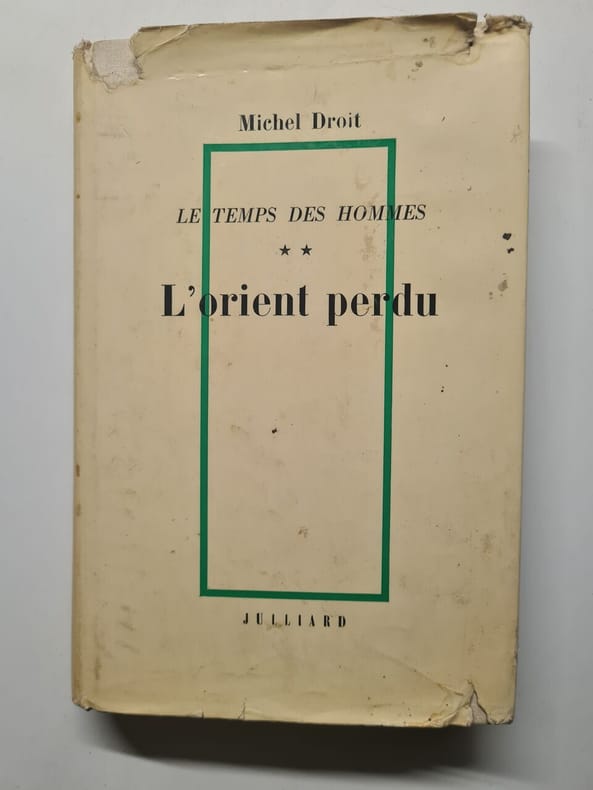 Michel Droit
LE TEMPS DES HOMMES
★ ★
L'orient perdu
JULLIARD